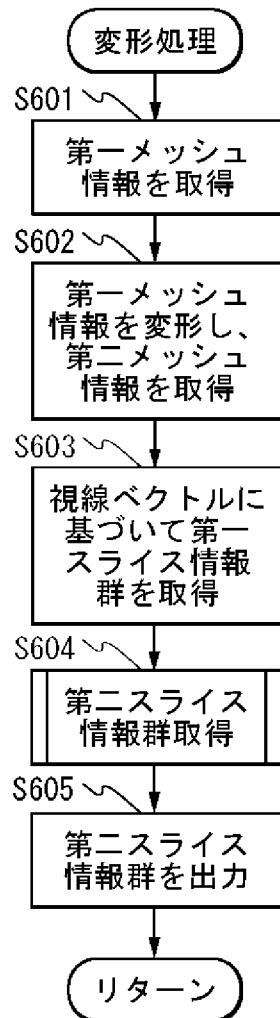 変形処理
S601
第一メッシュ
情報を取得
S602
第一メッシュ
情報を変形し、
第二メッシュ
情報を取得
S603
視線ベクトルに
基づいて第一
スライス情報
群を取得
S604
第二スライス
情報群取得
S605
第二スライス
情報群を出力
リターン